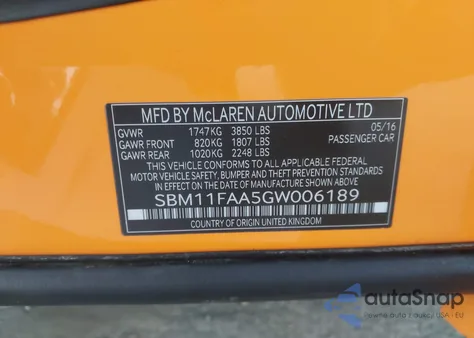 MFD BY McLAREN AUTOMOTIVE LTD
GVWR 1747KG 3850 LBS 05/16
GAWR FRONT 820KG 1807 LBS PASSENGER CAR
GAWR REAR 1020KG 2248 LBS
THIS VEHICLE CONFORMS TO ALL APPLICABLE FEDERAL
MOTOR VEHICLE SAFETY, BUMPER AND THEFT PREVENTION STANDARDS
IN EFFECT ON THE DATE OF MANUFACTURE SHOWN ABOVE
SBM11FAA5GW006189
COUNTRY OF ORIGIN UNITED KINGDOM
autoSnap